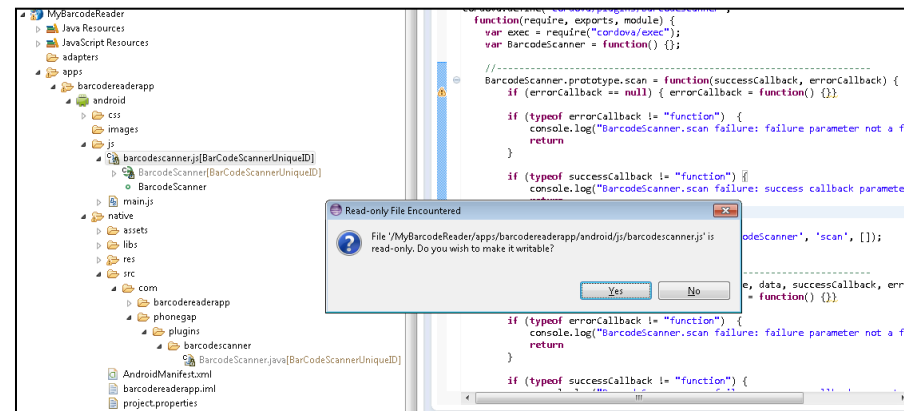 MyBarcodeReader
Java Resources
JavaScript Resources
adapters
apps
barcodereaderapp
android
css
images
js
barcodescanner.js[BarCodeScannerUniqueID]
BarcodeScanner[BarCodeScannerUniqueID]
BarcodeScanner
main.js
native
assets
libs
res
src
com
barcodereaderapp
phonegap
plugins
barcodescanner
BarcodeScanner.java[BarCodeScannerUniqueID]
AndroidManifest.xml
barcodereaderapp.iml
project.properties
function(require, exports, module) {
var exec = require("cordova/exec");
var BarcodeScanner = function() {};
//-------------------------------------------------------------------
BarcodeScanner.prototype.scan = function(successCallback, errorCallback) {
if (errorCallback == null) { errorCallback = function() {}}
if (typeof errorCallback != "function") {
console.log("BarcodeScanner.scan failure: failure parameter not a f
return
}
if (typeof successCallback != "function") {
console.log("BarcodeScanner.scan failure: success callback paramete
Read-only File Encountered
File '/MyBarcodeReader/apps/barcodereaderapp/android/js/barcodescanner.js' is
read-only. Do you wish to make it writable?
Yes
No
odeScanner', 'scan', []);
e, data, successCallback, err
= function() {}}
if (typeof errorCallback != "function") {
console.log("BarcodeScanner.scan failure: failure parameter not a f
return
}
if (typeof successCallback != "function") {